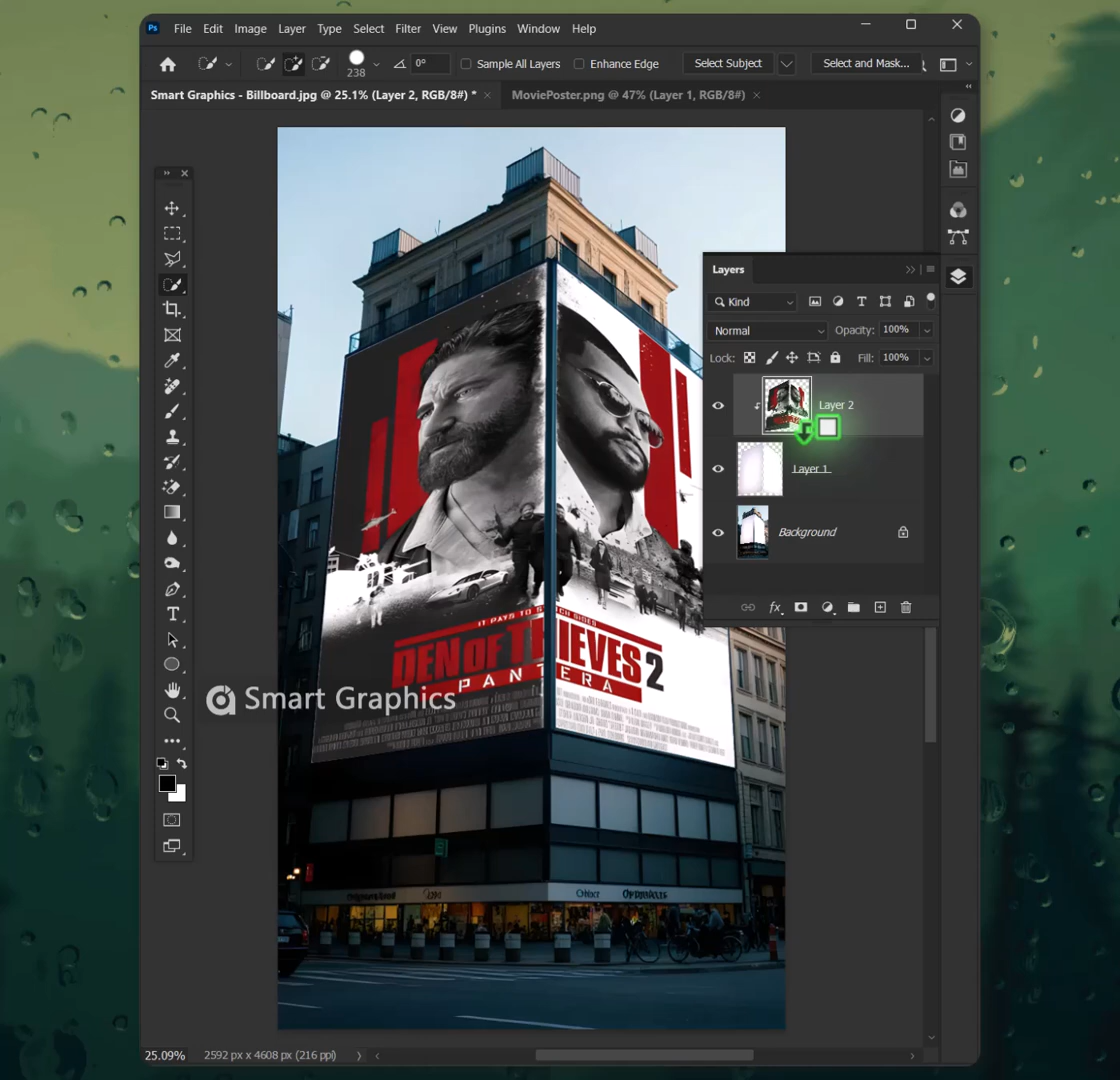 Ps File Edit Image Layer Type Select Filter View Plugins Window Help
238 0° Sample All Layers Enhance Edge Select Subject Select and Mask...
Smart Graphics - Billboard.jpg @ 25.1% (Layer 2, RGB/8#) * × MoviePoster.png @ 47% (Layer 1, RGB/8#) ×
Layers
Kind
Normal Opacity: 100%
Lock: Fill: 100%
Layer 2
Layer 1
Background
fx
IT PAYS TO SWITCH SIDES
DEN OF THIEVES 2
PANTERA
Smart Graphics
25.09% 2592 px x 4608 px (216 ppi)